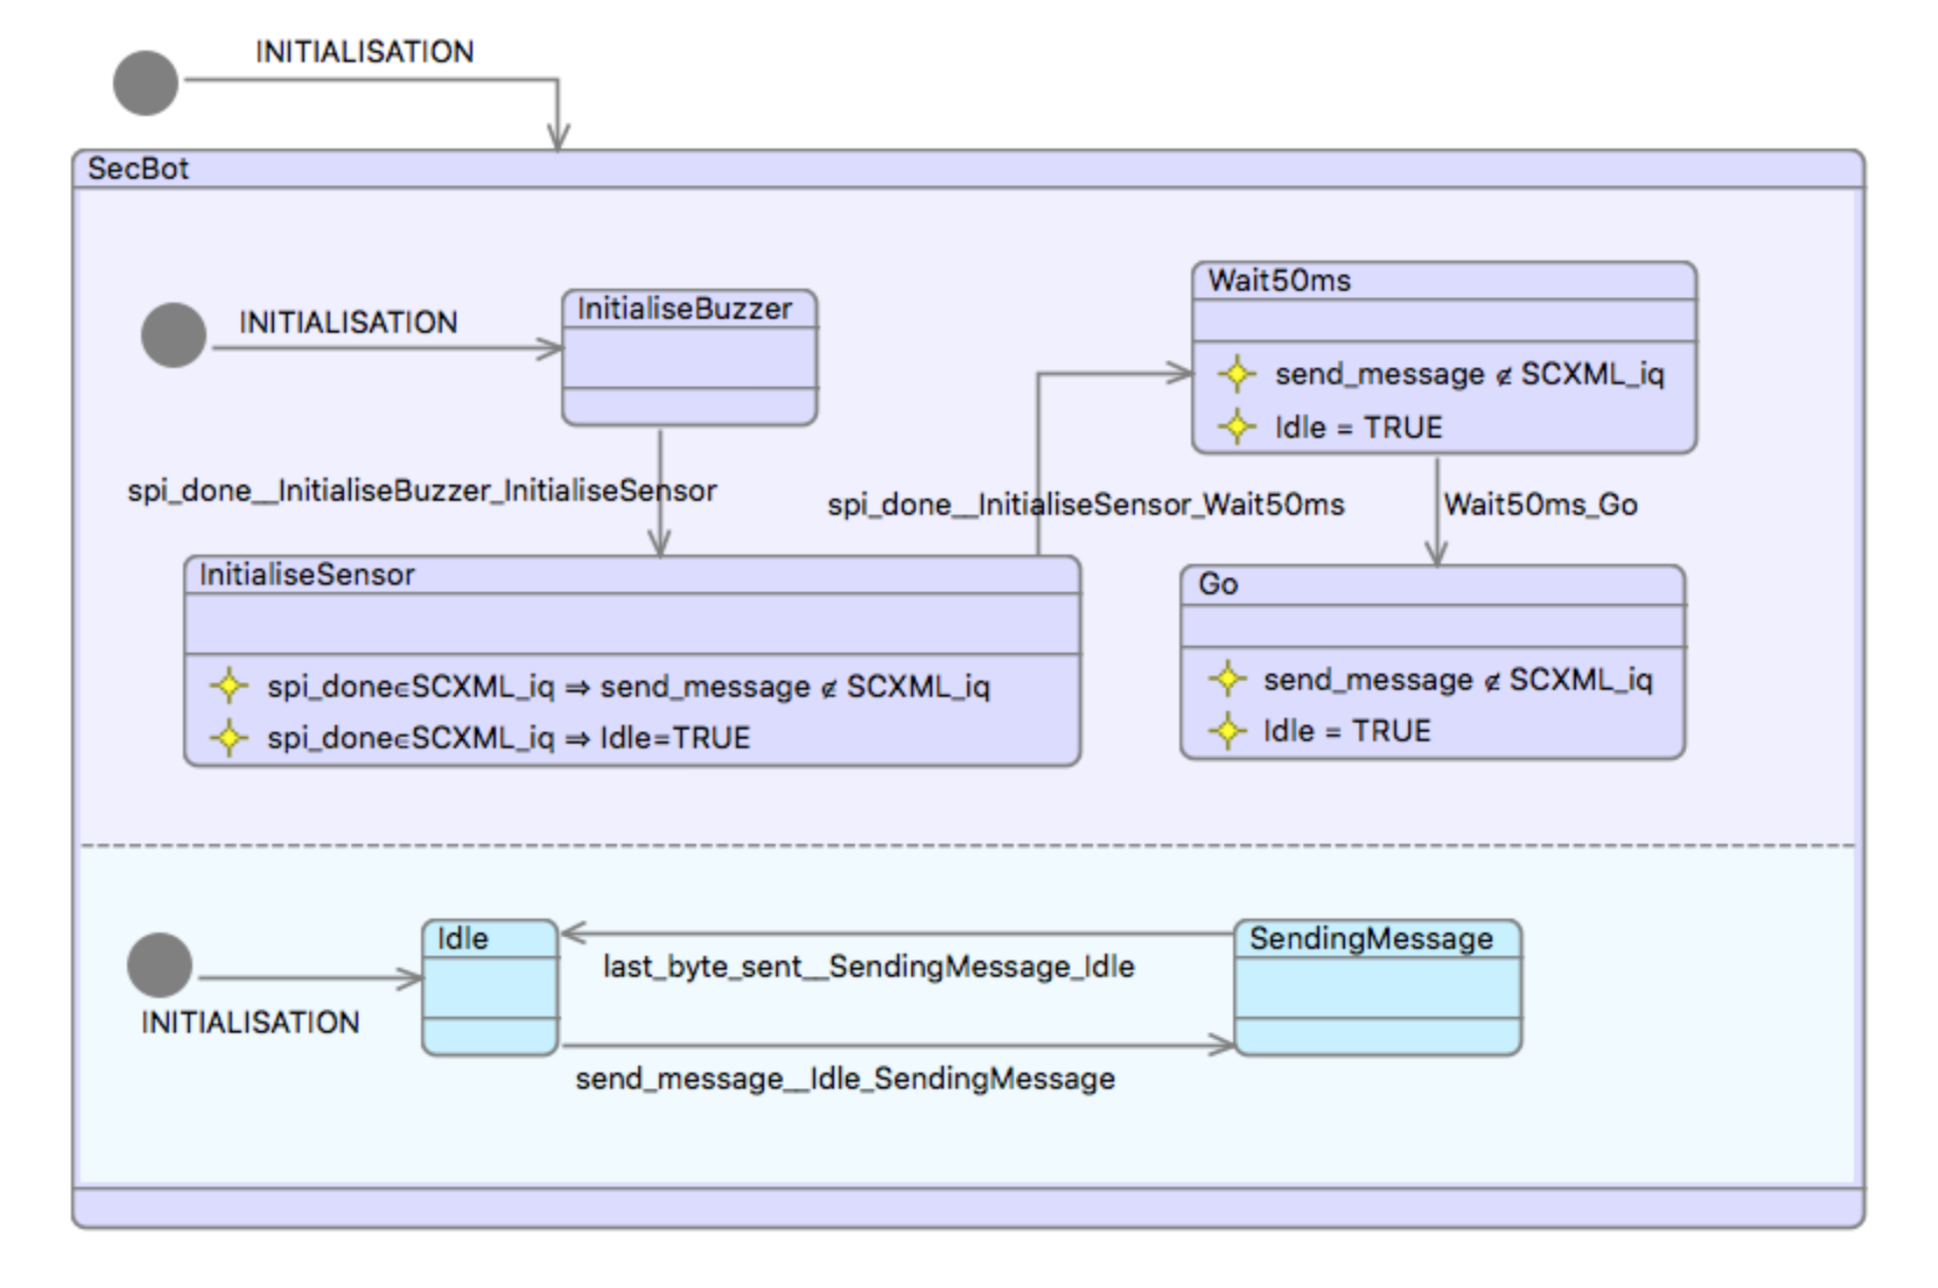 INITIALISATION
SecBot
INITIALISATION
InitialiseBuzzer
Wait50ms
send_message ∉ SCXML_iq
Idle = TRUE
spi_done__InitialiseBuzzer_InitialiseSensor
spi_done__InitialiseSensor_Wait50ms
Wait50ms_Go
InitialiseSensor
spi_done∈SCXML_iq ⇒ send_message ∉ SCXML_iq
spi_done∈SCXML_iq ⇒ Idle=TRUE
Go
send_message ∉ SCXML_iq
Idle = TRUE
INITIALISATION
Idle
SendingMessage
last_byte_sent__SendingMessage_Idle
send_message__Idle_SendingMessage